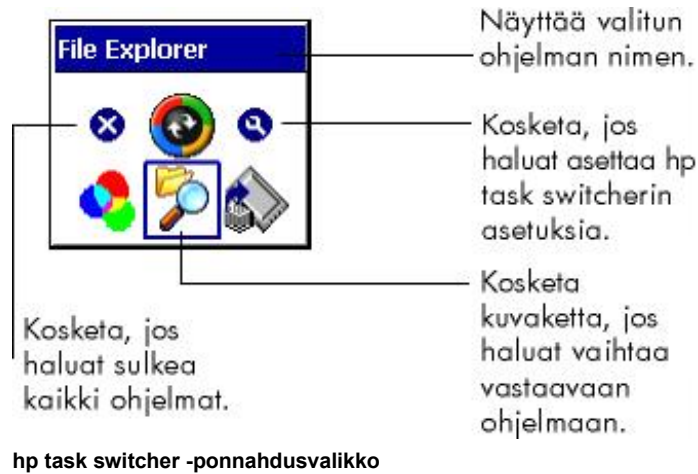 File Explorer
Näyttää valitun
ohjelman nimen.
Kosketa, jos
haluat asettaa hp
task switcherin
asetuksia.
Kosketa
kuvaketta, jos
haluat vaihtaa
vastaavaan
ohjelmaan.
Kosketa, jos
haluat sulkea
kaikki ohjelmat.
hp task switcher -ponnahdusvalikko